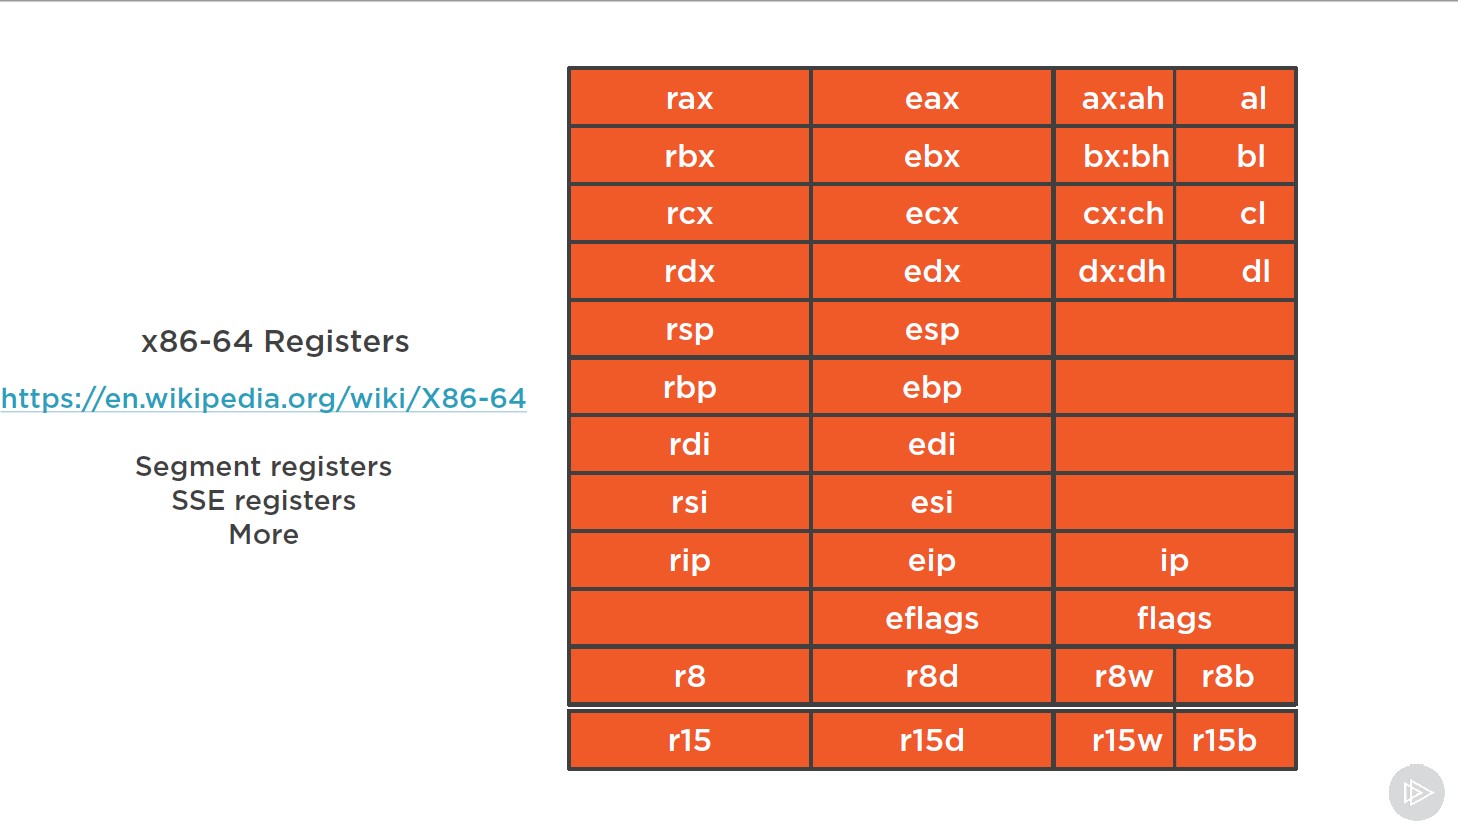 x86-64 Registers
https://en.wikipedia.org/wiki/X86-64
Segment registers
SSE registers
More
rax eax ax:ah al
rbx ebx bx:bh bl
rcx ecx cx:ch cl
rdx edx dx:dh dl
rsp esp
rbp ebp
rdi edi
rsi esi
rip eip ip
eflags flags
r8 r8d r8w r8b
r15 r15d r15w r15b